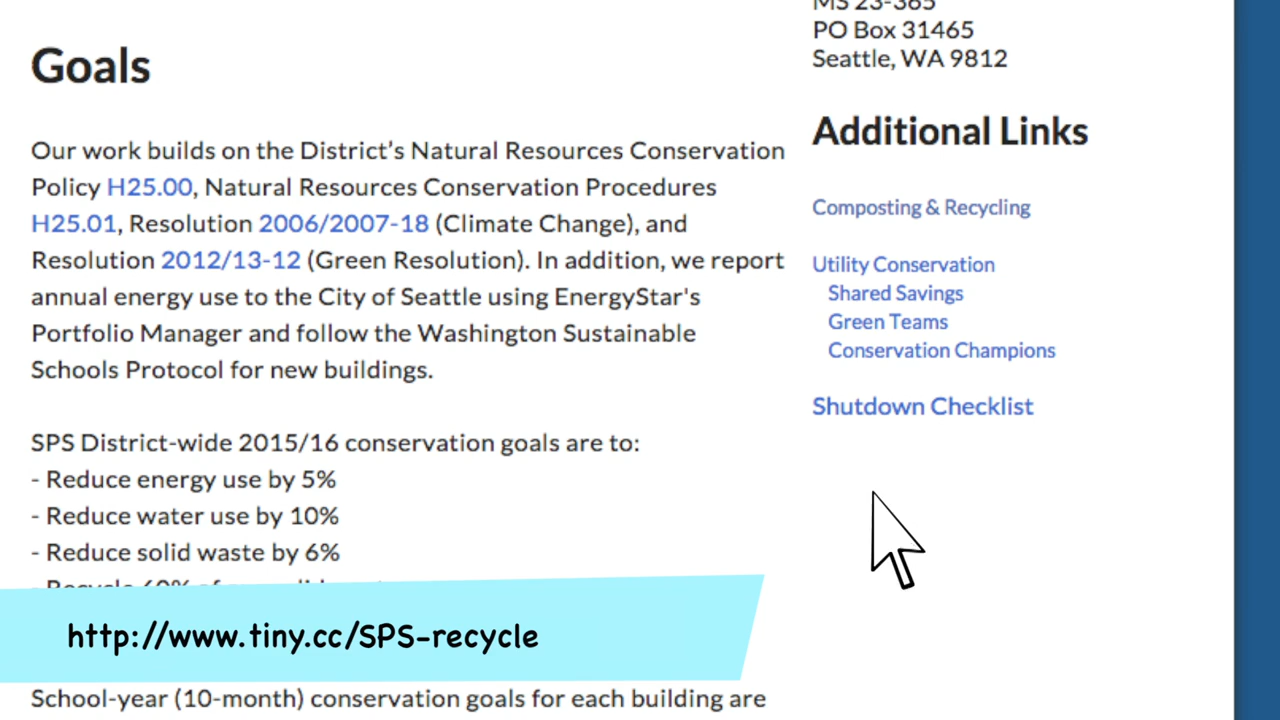 Goals
Our work builds on the District's Natural Resources Conservation
Policy H25.00, Natural Resources Conservation Procedures
H25.01, Resolution 2006/2007-18 (Climate Change), and
Resolution 2012/13-12 (Green Resolution). In addition, we report
annual energy use to the City of Seattle using EnergyStar's
Portfolio Manager and follow the Washington Sustainable
Schools Protocol for new buildings.
SPS District-wide 2015/16 conservation goals are to:
- Reduce energy use by 5%
- Reduce water use by 10%
- Reduce solid waste by 6%
- Recycle 60% of
http://www.tiny.cc/SPS-recycle
School-year (10-month) conservation goals for each building are
MS 23-365
PO Box 31465
Seattle, WA 9812
Additional Links
Composting & Recycling
Utility Conservation
Shared Savings
Green Teams
Conservation Champions
Shutdown Checklist